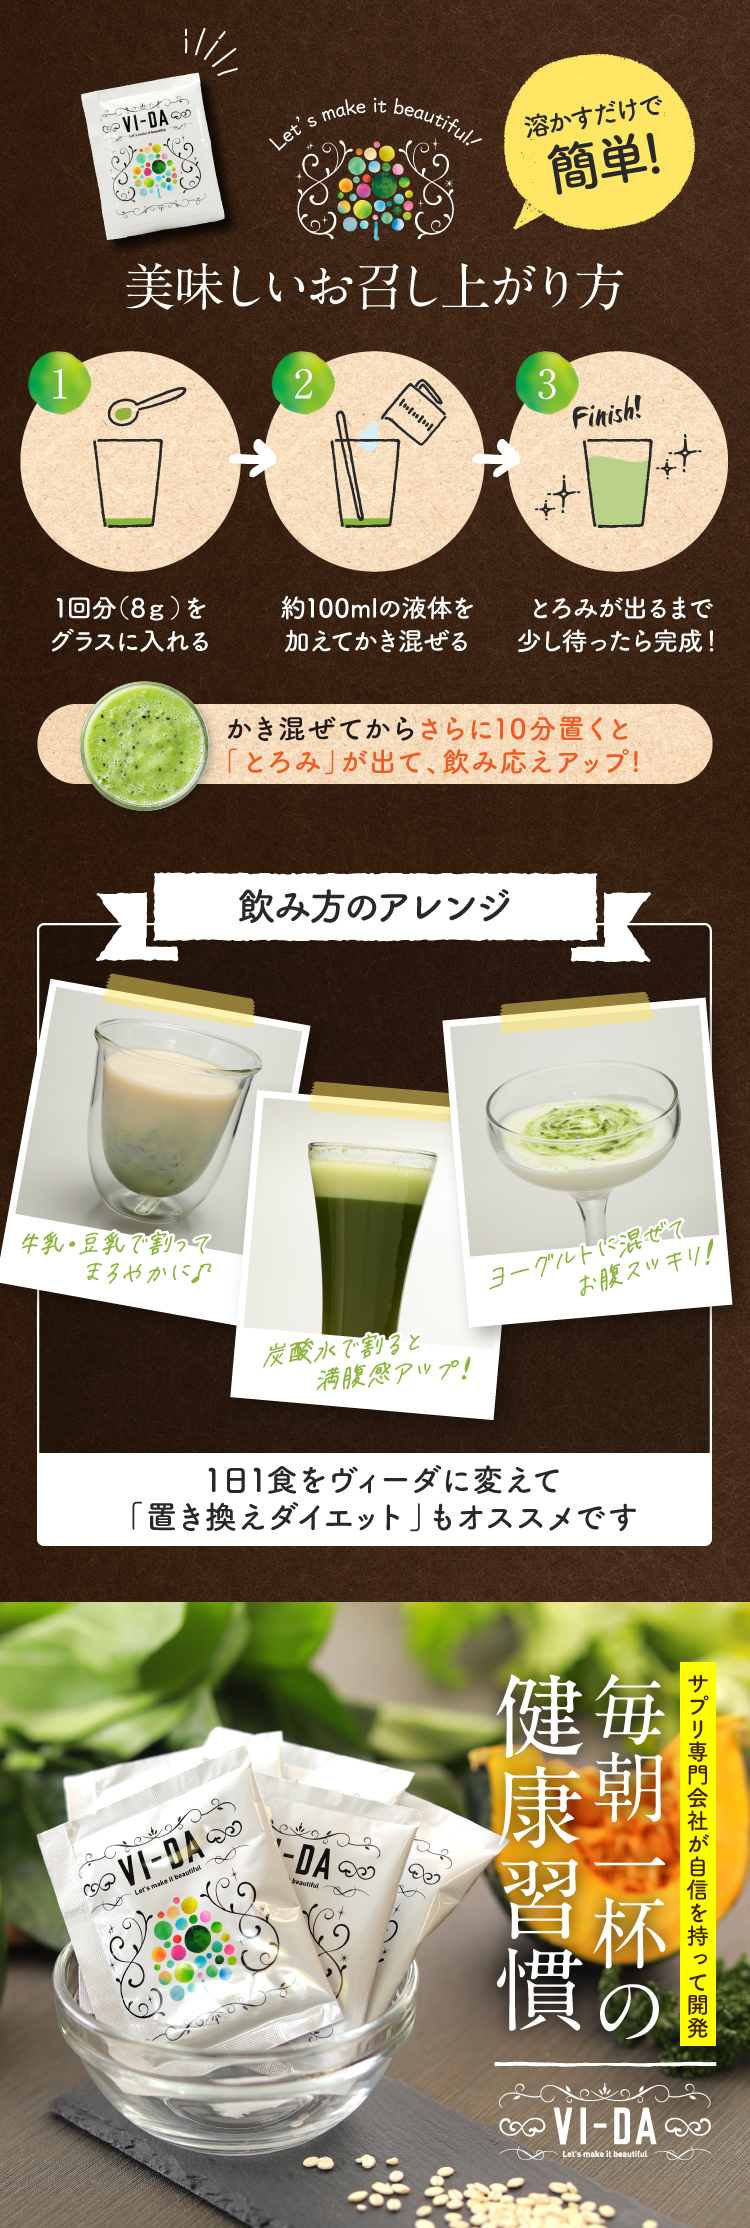 VI-DA
Let's make it beautiful
Let's make it beautiful!
溶かすだけで
簡単!
美味しいお召し上がり方
1
2
3
Finish!
1回分(8g)を
グラスに入れる
約100mlの液体を
加えてかき混ぜる
とろみが出るまで
少し待ったら完成!
かき混ぜてからさらに10分置くと
「とろみ」が出て、飲み応えアップ!
飲み方のアレンジ
牛乳・豆乳で割って
まろやかに♪
炭酸水で割ると
満腹感アップ!
ヨーグルトに混ぜて
お腹スッキリ!
1日1食をヴィーダに変えて
「置き換えダイエット」もオススメです
サプリ専門会社が自信を持って開発
毎朝一杯の
健康習慣
VI-DA
Let's make it beautiful
VI-DA
Let's make it beautiful